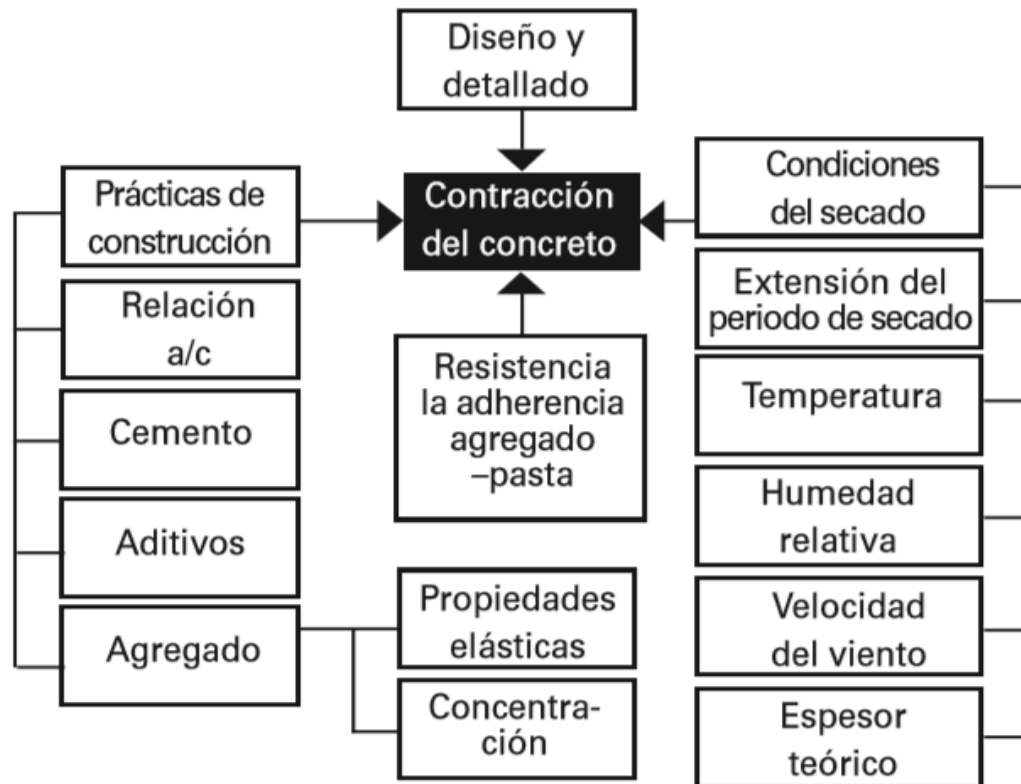 Diseño y
detallado
Prácticas de
construcción
Contracción
del concreto
Condiciones
del secado
Relación
a/c
Extensión del
periodo de secado
Resistencia
la adherencia
agregado
–pasta
Cemento
Temperatura
Aditivos
Humedad
relativa
Agregado
Propiedades
elásticas
Velocidad
del viento
Concentra-
ción
Espesor
teórico